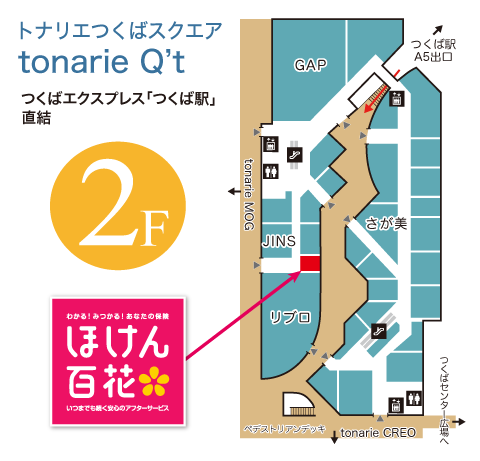 トナリエつくばスクエア
tonarie Q't
つくばエクスプレス「つくば駅」
直結
2F
わかる!みつかる!あなたの保険
ほけん
百花
いつまでも続く安心のアフターサービス
つくば駅
A5出口
GAP
tonarie MOG
さが美
JINS
リブロ
つくばセンター広場へ
ペデストリアンデッキ
tonarie CREO